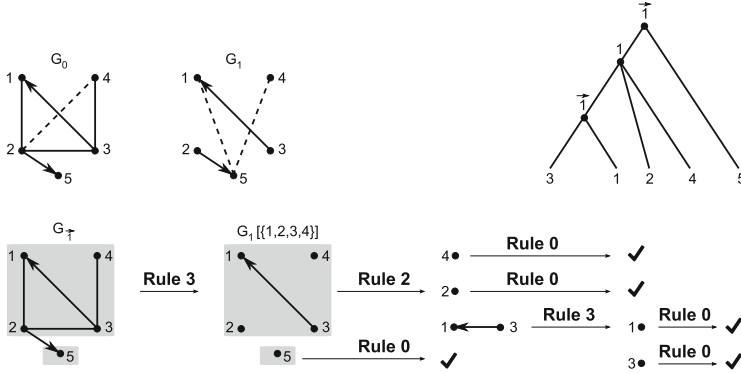 G0
1 4
2 3
5
G1
1 4
2 3
5
→1
1
→1
3 1 2 4 5
G→1
1 4
2 3
5
Rule 3
G1[{1,2,3,4}]
1 4
2 3
5
Rule 2
Rule 0
4 Rule 0
2 Rule 0
1 3 Rule 3 1 Rule 0
3 Rule 0